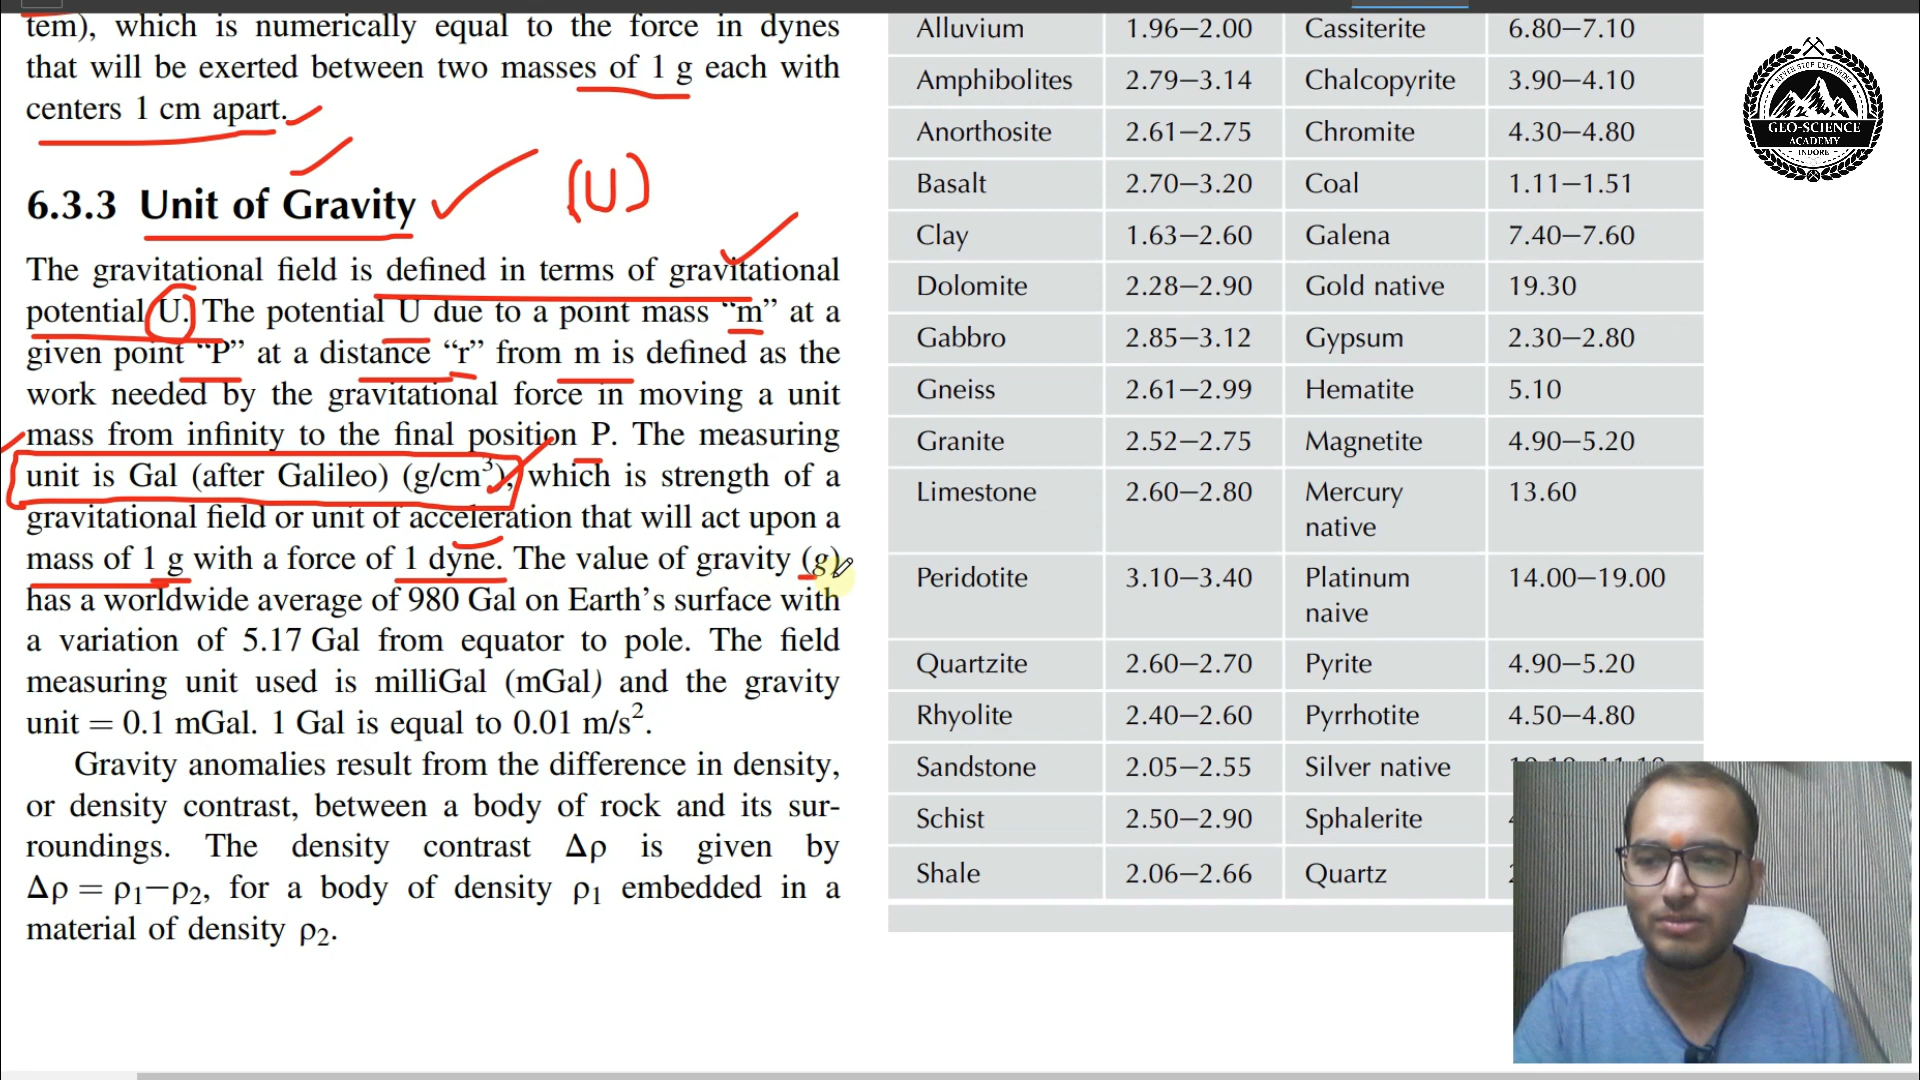 tem), which is numerically equal to the force in dynes
that will be exerted between two masses of 1 g each with
centers 1 cm apart.
6.3.3 Unit of Gravity
(U)
The gravitational field is defined in terms of gravitational
potential U. The potential U due to a point mass “m” at a
given point “P” at a distance “r” from m is defined as the
work needed by the gravitational force in moving a unit
mass from infinity to the final position P. The measuring
unit is Gal (after Galileo) (g/cm³), which is strength of a
gravitational field or unit of acceleration that will act upon a
mass of 1 g with a force of 1 dyne. The value of gravity (g)
has a worldwide average of 980 Gal on Earth’s surface with
a variation of 5.17 Gal from equator to pole. The field
measuring unit used is milliGal (mGal) and the gravity
unit = 0.1 mGal. 1 Gal is equal to 0.01 m/s².
Gravity anomalies result from the difference in density,
or density contrast, between a body of rock and its sur-
roundings. The density contrast Δρ is given by
Δρ = ρ₁−ρ₂, for a body of density ρ₁ embedded in a
material of density ρ₂.
Alluvium 1.96–2.00 Cassiterite 6.80–7.10
Amphibolites 2.79–3.14 Chalcopyrite 3.90–4.10
Anorthosite 2.61–2.75 Chromite 4.30–4.80
Basalt 2.70–3.20 Coal 1.11–1.51
Clay 1.63–2.60 Galena 7.40–7.60
Dolomite 2.28–2.90 Gold native 19.30
Gabbro 2.85–3.12 Gypsum 2.30–2.80
Gneiss 2.61–2.99 Hematite 5.10
Granite 2.52–2.75 Magnetite 4.90–5.20
Limestone 2.60–2.80 Mercury 13.60
native
Peridotite 3.10–3.40 Platinum 14.00–19.00
naive
Quartzite 2.60–2.70 Pyrite 4.90–5.20
Rhyolite 2.40–2.60 Pyrrhotite 4.50–4.80
Sandstone 2.05–2.55 Silver native
Schist 2.50–2.90 Sphalerite
Shale 2.06–2.66 Quartz
NEVER STOP EXPLORING
GEO-SCIENCE
ACADEMY
INDORE